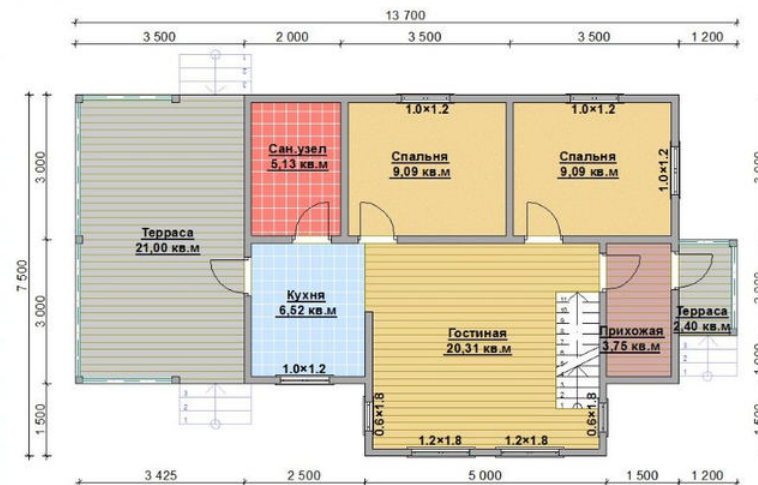 13 700
3 500 2 000 3 500 3 500 1 200
1.0×1.2 1.0×1.2
Сан.узел
5,13 кв.м
Спальня
9,09 кв.м
Спальня
9,09 кв.м
1.0×1.2
3 000
7 500
3 000
1 500
Терраса
21,00 кв.м
Кухня
6,52 кв.м
Гостиная
20,31 кв.м
Прихожая
3,75 кв.м
Терраса
2,40 кв.м
1.0×1.2
0.6×1.8
0.6×1.8
1.2×1.8 1.2×1.8
3 425 2 500 5 000 1 500 1 200